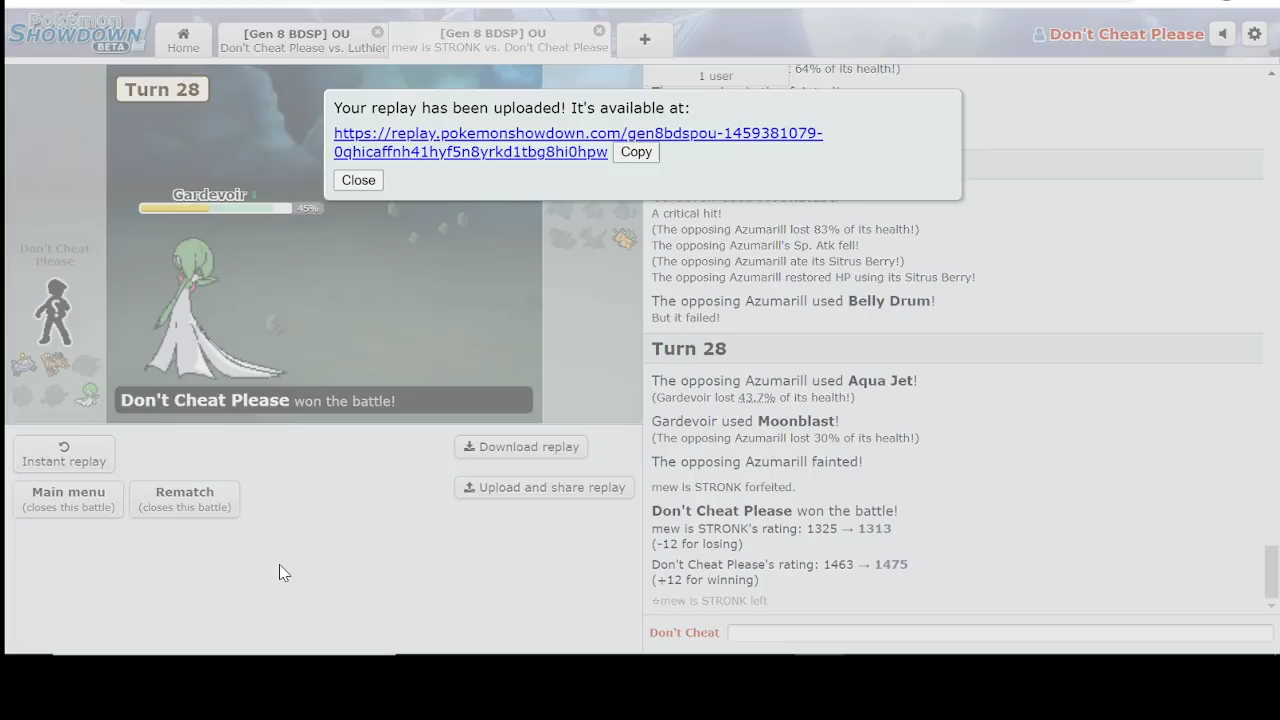 Pokémon
SHOWDOWN!
BETA
Home
[Gen 8 BDSP] OU
Don't Cheat Please vs. Luthier
[Gen 8 BDSP] OU
mew is STRONK vs. Don't Cheat Please
+
Don't Cheat Please
Turn 28
Your replay has been uploaded! It's available at:
https://replay.pokemonshowdown.com/gen8bdspou-1459381079-
0qhicaffnh41hyf5n8yrkd1tbg8hi0hpw Copy
Close
Gardevoir
45%
Don't Cheat
Please
Don't Cheat Please won the battle!
Instant replay
Download replay
Upload and share replay
Main menu
(closes this battle)
Rematch
(closes this battle)
1 user
: 64% of its health!)
A critical hit!
(The opposing Azumarill lost 83% of its health!)
The opposing Azumarill's Sp. Atk fell!
(The opposing Azumarill ate its Sitrus Berry!)
The opposing Azumarill restored HP using its Sitrus Berry!
The opposing Azumarill used Belly Drum!
But it failed!
Turn 28
The opposing Azumarill used Aqua Jet!
(Gardevoir lost 43.7% of its health!)
Gardevoir used Moonblast!
(The opposing Azumarill lost 30% of its health!)
The opposing Azumarill fainted!
mew is STRONK forfeited.
Don't Cheat Please won the battle!
mew is STRONK's rating: 1325 → 1313
(-12 for losing)
Don't Cheat Please's rating: 1463 → 1475
(+12 for winning)
☆mew is STRONK left
Don't Cheat